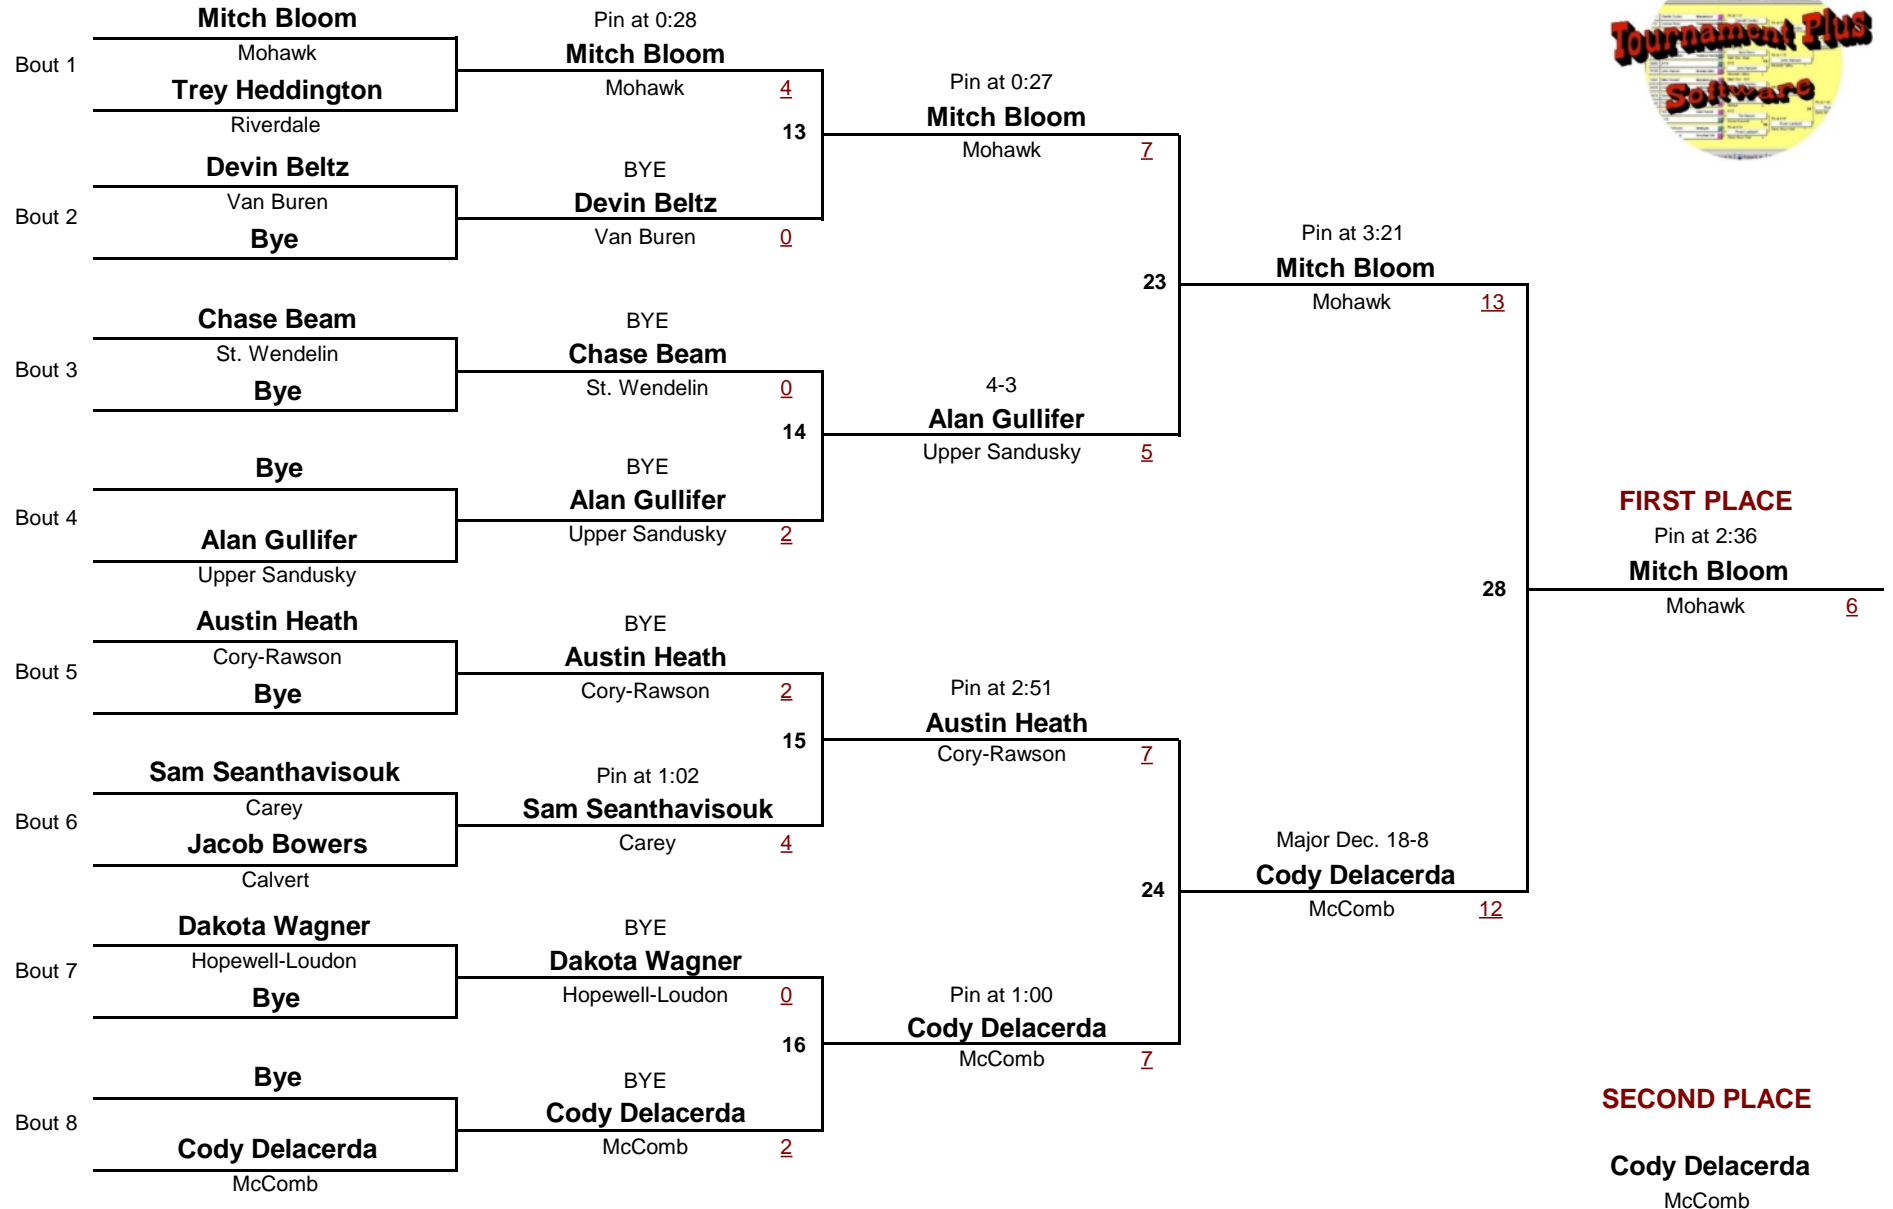 Mitch Bloom
Bout 1
Mohawk
Trey Heddington
Riverdale
Devin Beltz
Bout 2
Van Buren
Bye
Chase Beam
Bout 3
St. Wendelin
Bye
Bye
Bout 4
Alan Gullifer
Upper Sandusky
Austin Heath
Bout 5
Cory-Rawson
Bye
Sam Seanthavisouk
Bout 6
Carey
Jacob Bowers
Calvert
Dakota Wagner
Bout 7
Hopewell-Loudon
Bye
Bye
Bout 8
Cody Delacerda
McComb
Pin at 0:28
Mitch Bloom
Mohawk 4
13
BYE
Devin Beltz
Van Buren 0
BYE
Chase Beam
St. Wendelin 0
14
BYE
Alan Gullifer
Upper Sandusky 2
BYE
Austin Heath
Cory-Rawson 2
15
Pin at 1:02
Sam Seanthavisouk
Carey 4
BYE
Dakota Wagner
Hopewell-Loudon 0
16
BYE
Cody Delacerda
McComb 2
Pin at 0:27
Mitch Bloom
Mohawk 7
23
4-3
Alan Gullifer
Upper Sandusky 5
Pin at 2:51
Austin Heath
Cory-Rawson 7
24
Pin at 1:00
Cody Delacerda
McComb 7
Pin at 3:21
Mitch Bloom
Mohawk 13
28
Major Dec. 18-8
Cody Delacerda
McComb 12
Tournament Plus
Software
FIRST PLACE
Pin at 2:36
Mitch Bloom
Mohawk 6
SECOND PLACE
Cody Delacerda
McComb